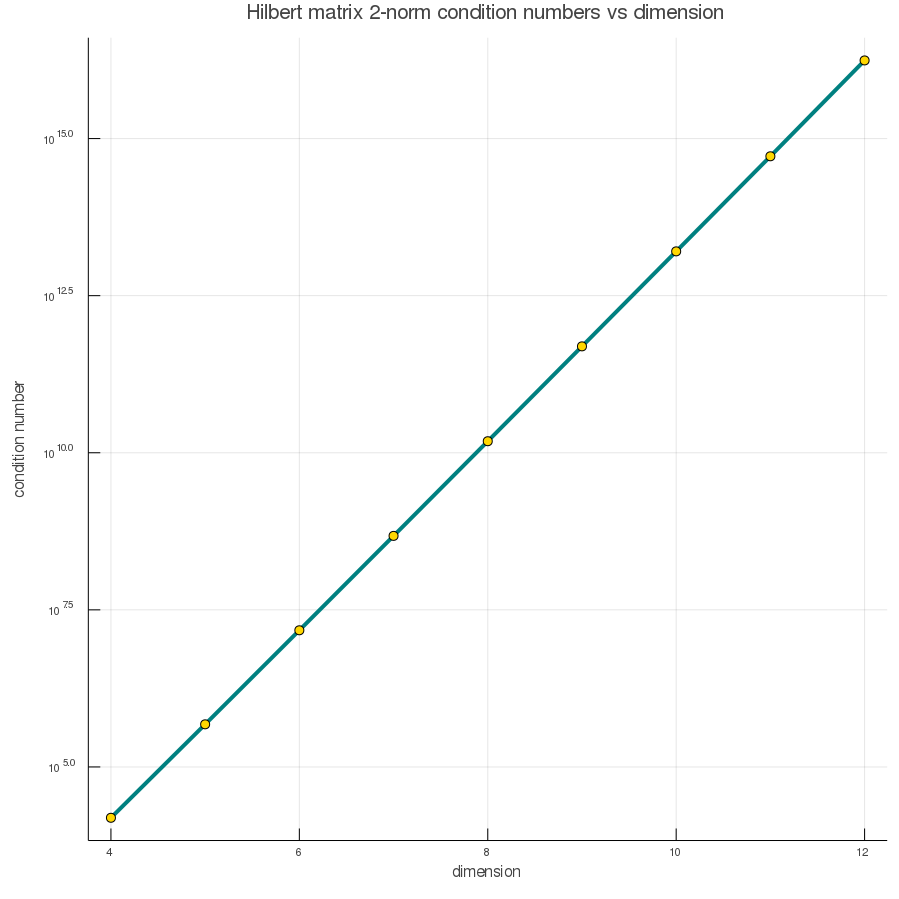 Hilbert matrix 2-norm condition numbers vs dimension
condition number
10^15.0
10^12.5
10^10.0
10^7.5
10^5.0
4 6 8 10 12
dimension